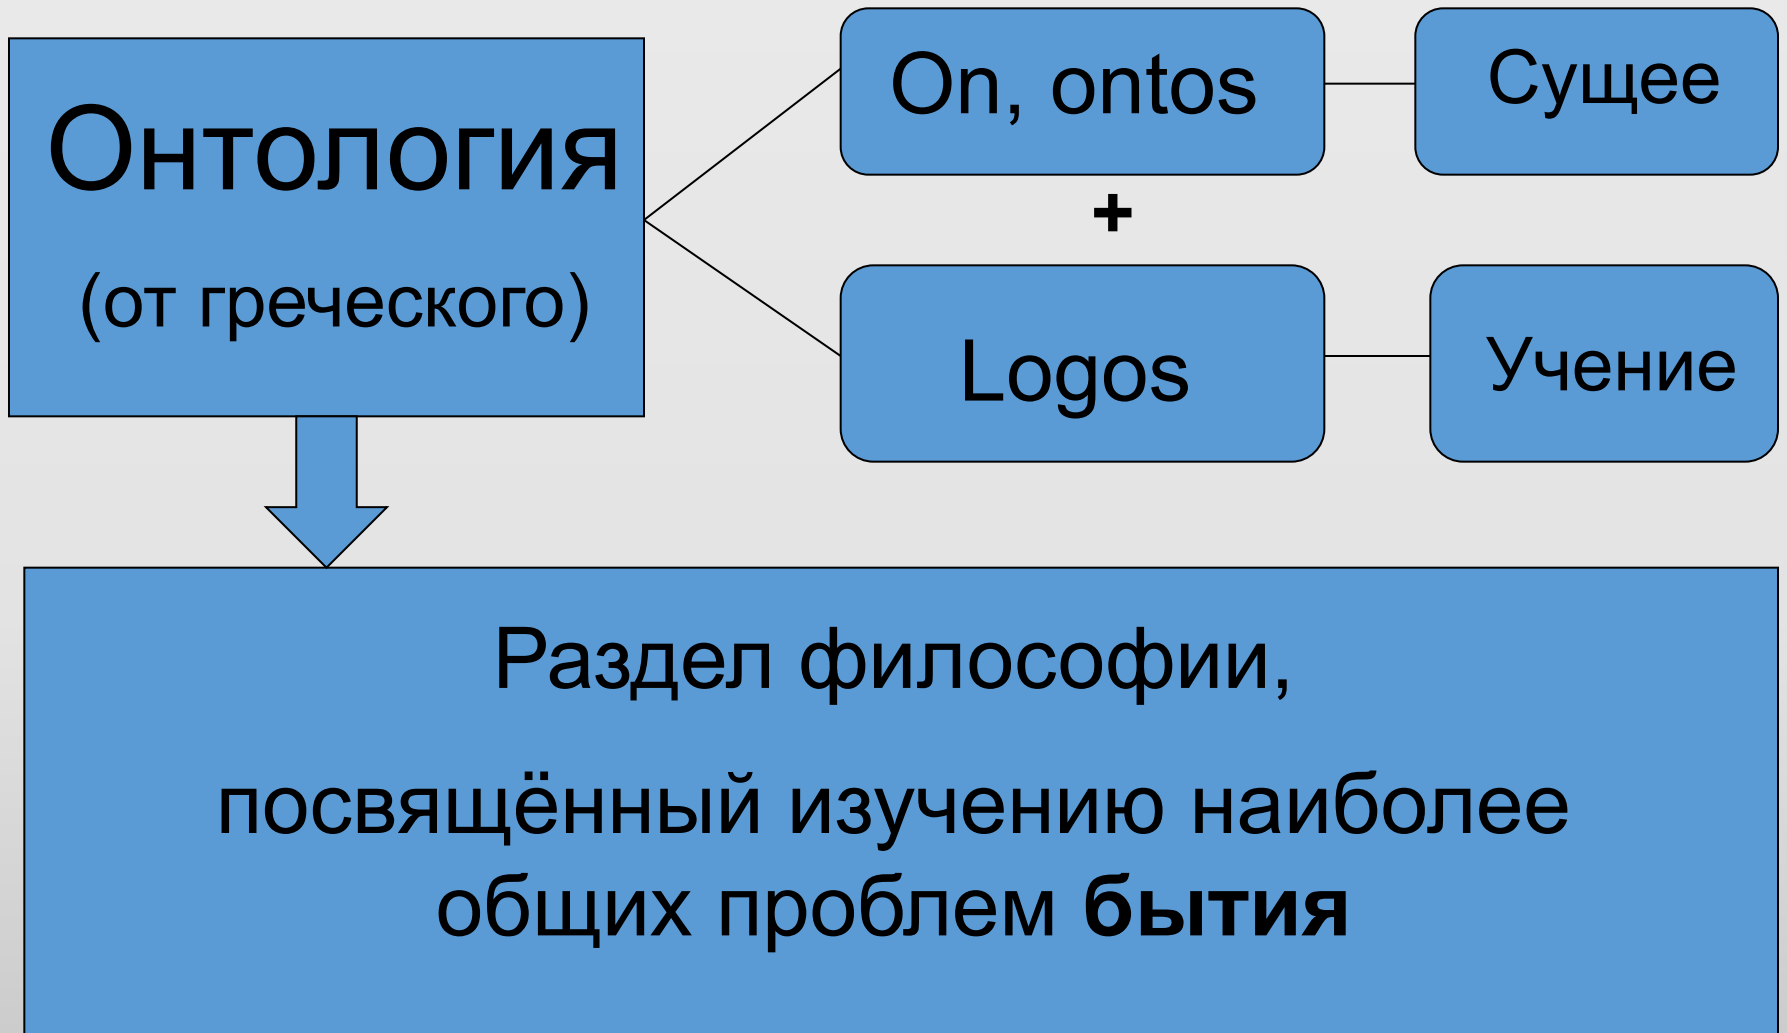 Онтология
(от греческого)
On, ontos
Сущее
+
Logos
Учение
Раздел философии,
посвящённый изучению наиболее
общих проблем бытия